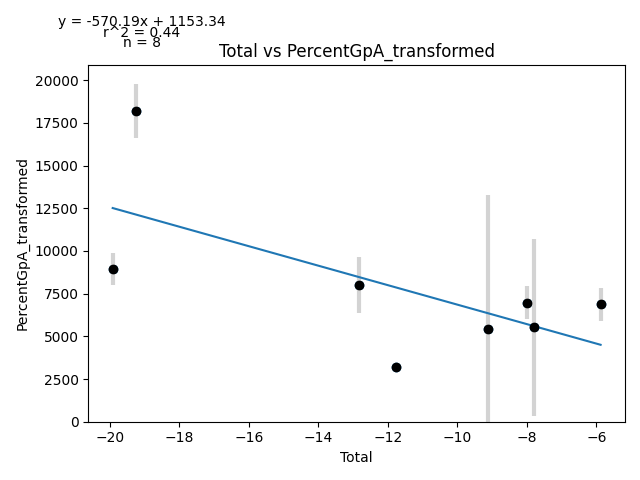 y = -570.19x + 1153.34
r^2 = 0.44
n = 8
Total vs PercentGpA_transformed
PercentGpA_transformed
20000
17500
15000
12500
10000
7500
5000
2500
0
−20
−18
−16
−14
−12
−10
−8
−6
Total